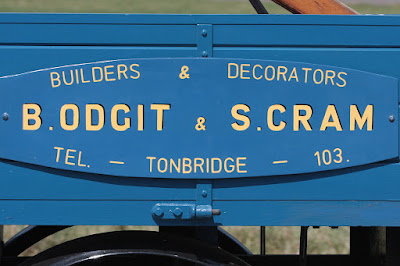 BUILDERS & DECORATORS
B.ODGIT & S.CRAM
TEL. - TONBRIDGE - 103.